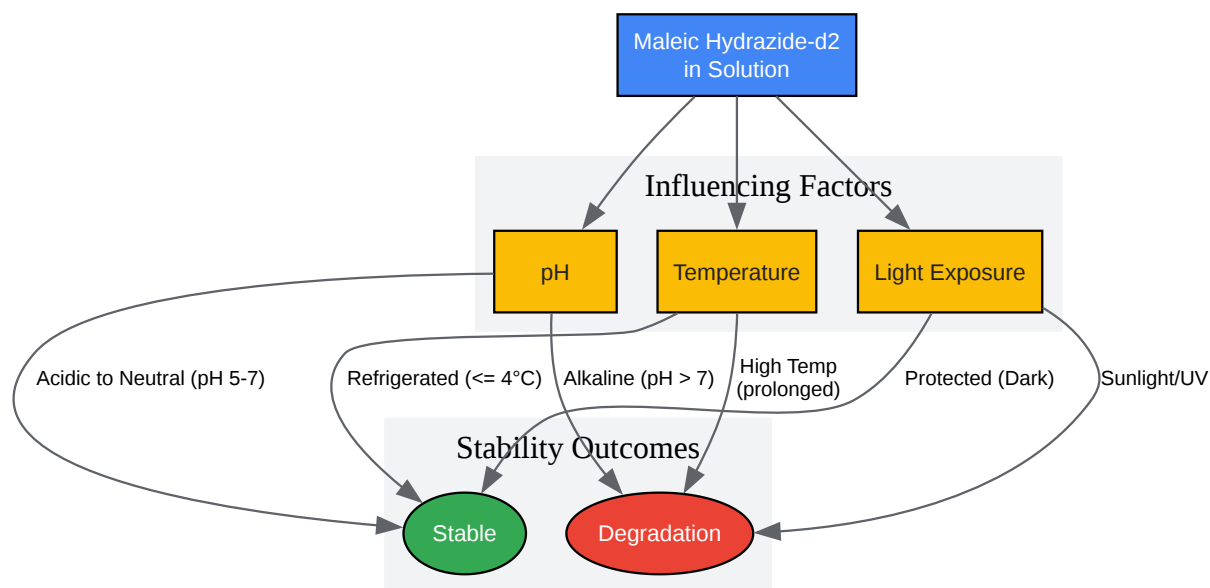 Maleic Hydrazide-d2
in Solution
Influencing Factors
pH
Temperature
Light Exposure
Acidic to Neutral (pH 5-7)
Refrigerated (<= 4°C)
Alkaline (pH > 7)
High Temp
(prolonged)
Protected (Dark)
Sunlight/UV
Stability Outcomes
Stable
Degradation